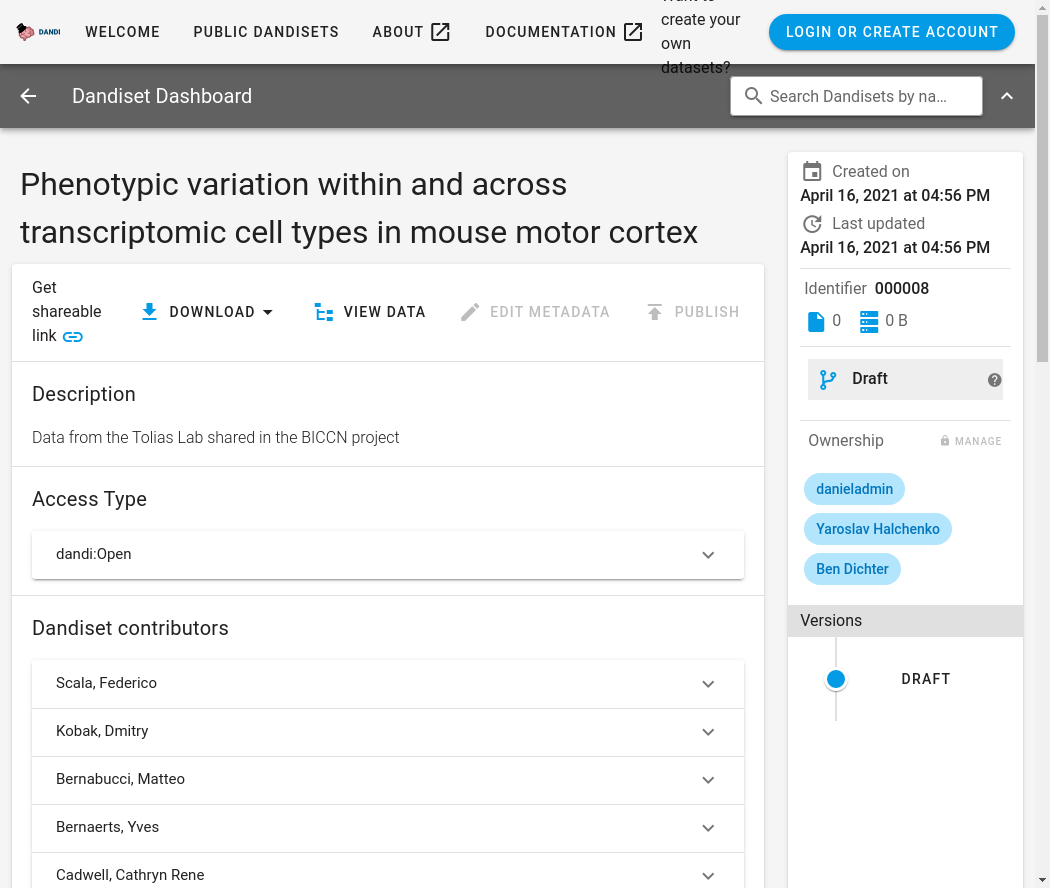 DANDI
WELCOME
PUBLIC DANDISETS
ABOUT
DOCUMENTATION
create your
own
datasets?
LOGIN OR CREATE ACCOUNT
Dandiset Dashboard
Search Dandisets by na…
Phenotypic variation within and across
transcriptomic cell types in mouse motor cortex
Get
shareable
link
DOWNLOAD
VIEW DATA
EDIT METADATA
PUBLISH
Description
Data from the Tolias Lab shared in the BICCN project
Access Type
dandi:Open
Dandiset contributors
Scala, Federico
Kobak, Dmitry
Bernabucci, Matteo
Bernaerts, Yves
Cadwell, Cathryn Rene
Created on
April 16, 2021 at 04:56 PM
Last updated
April 16, 2021 at 04:56 PM
Identifier 000008
0
0 B
Draft
?
Ownership
MANAGE
danieladmin
Yaroslav Halchenko
Ben Dichter
Versions
DRAFT